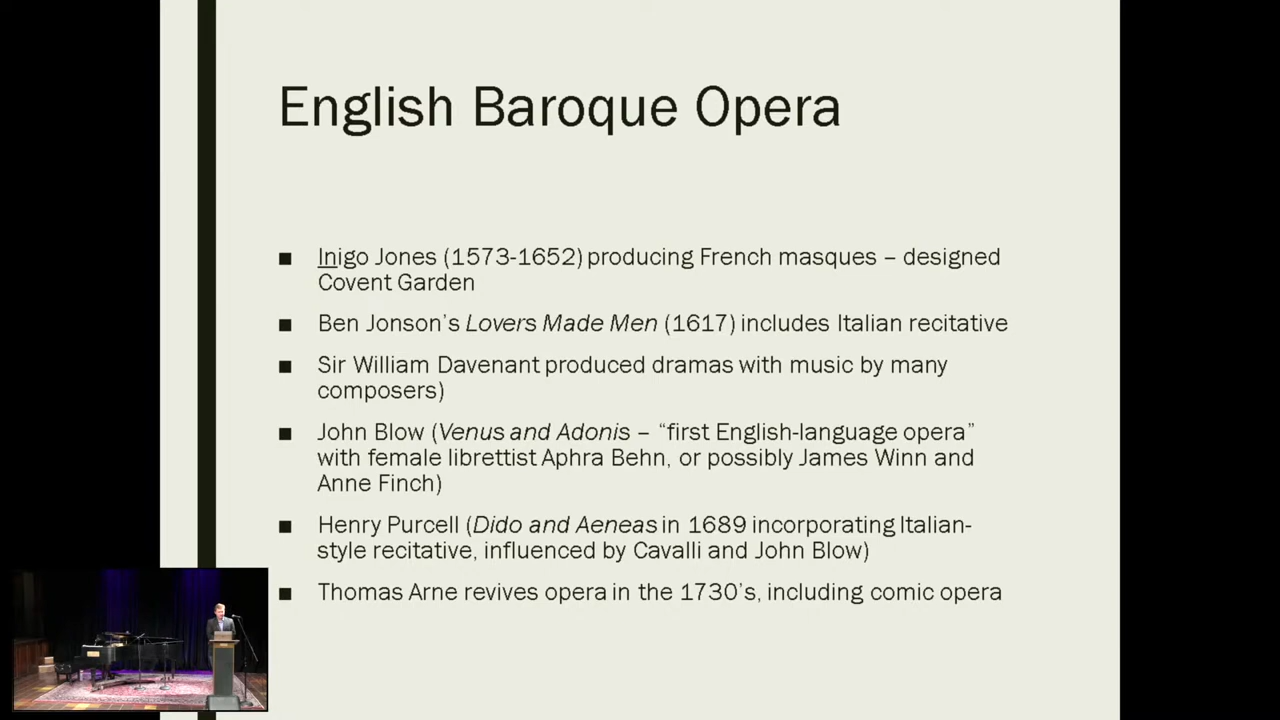 English Baroque Opera
■ Inigo Jones (1573-1652) producing French masques – designed
Covent Garden
■ Ben Jonson's Lovers Made Men (1617) includes Italian recitative
■ Sir William Davenant produced dramas with music by many
composers)
■ John Blow (Venus and Adonis – “first English-language opera”
with female librettist Aphra Behn, or possibly James Winn and
Anne Finch)
■ Henry Purcell (Dido and Aeneas in 1689 incorporating Italian-
style recitative, influenced by Cavalli and John Blow)
■ Thomas Arne revives opera in the 1730's, including comic opera